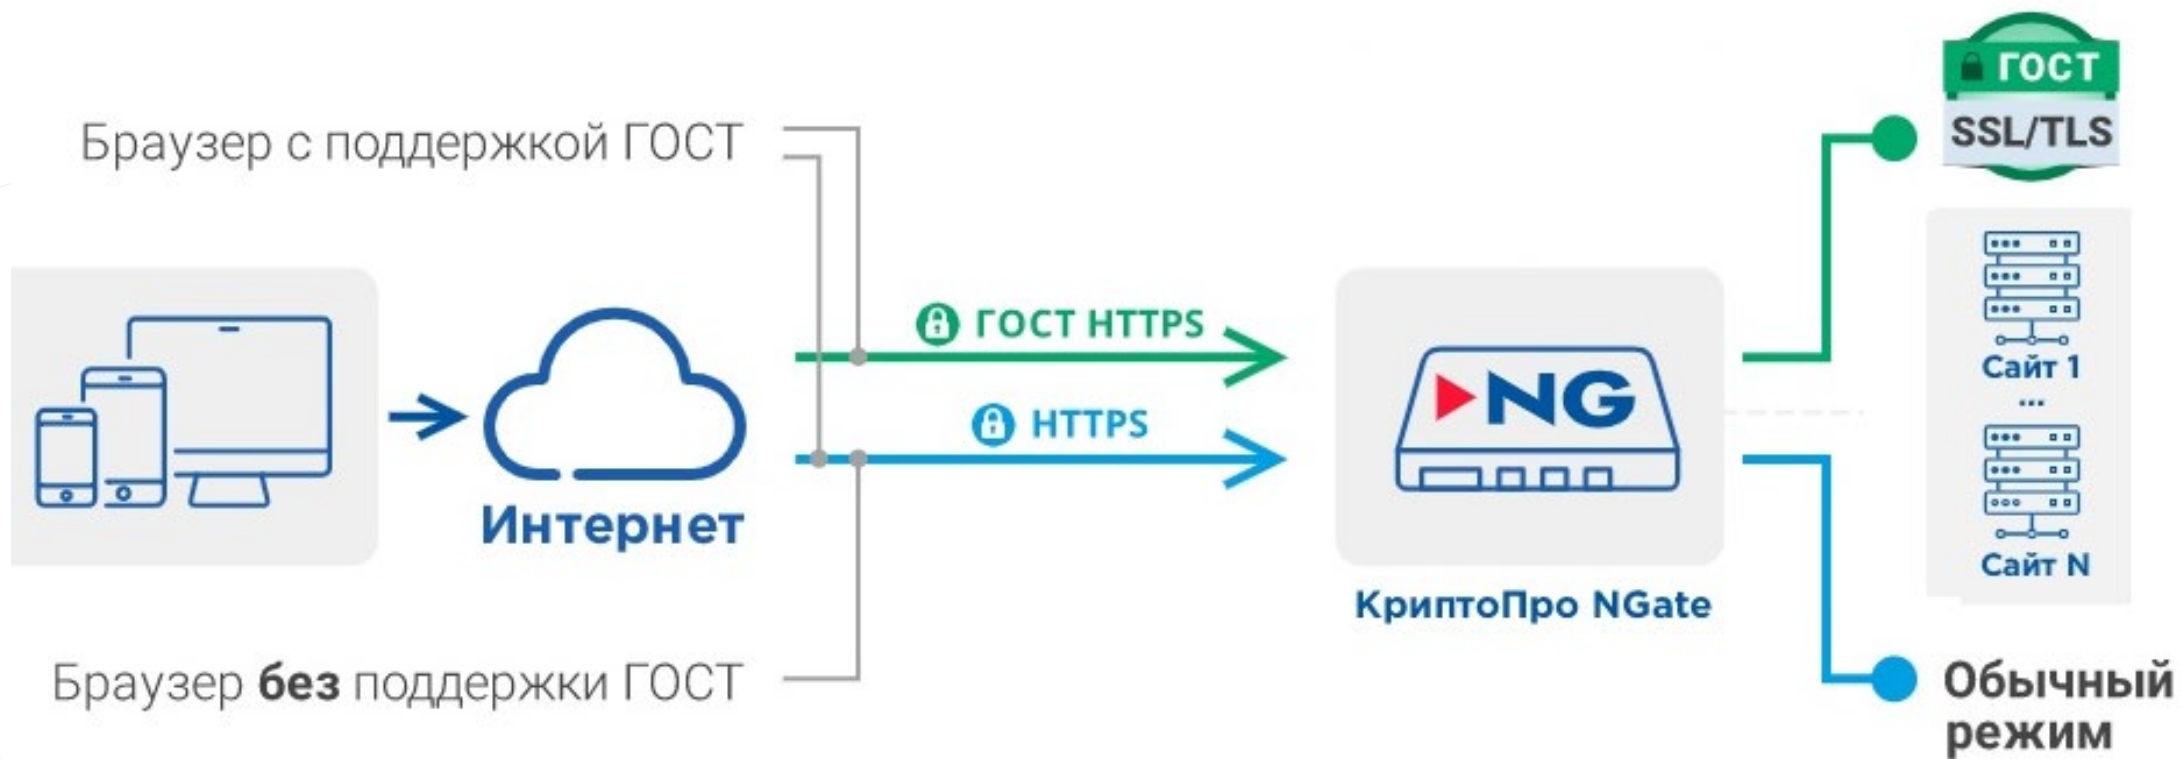 Браузер с поддержкой ГОСТ
Интернет
Браузер без поддержки ГОСТ
ГОСТ HTTPS
HTTPS
NG
КриптоПро NGate
ГОСТ
SSL/TLS
Сайт 1
...
Сайт N
Обычный
режим